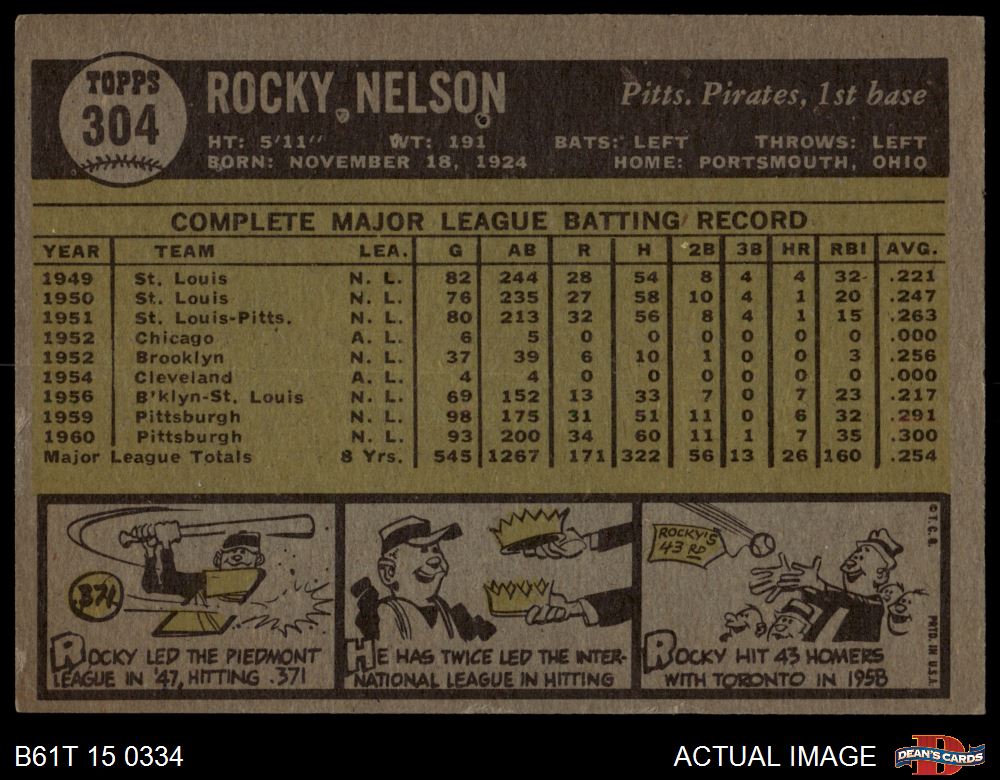 TOPPS
304
ROCKY NELSON
Pitts. Pirates, 1st base
HT: 5'11" WT: 191 BATS: LEFT THROWS: LEFT
BORN: NOVEMBER 18, 1924 HOME: PORTSMOUTH, OHIO
COMPLETE MAJOR LEAGUE BATTING RECORD
YEAR TEAM LEA. G AB R H 2B 3B HR RBI AVG.
1949 St. Louis N. L. 82 244 28 54 8 4 4 32 .221
1950 St. Louis N. L. 76 235 27 58 10 4 1 20 .247
1951 St. Louis-Pitts. N. L. 80 213 32 56 8 4 1 15 .263
1952 Chicago A. L. 6 5 0 0 0 0 0 0 .000
1952 Brooklyn N. L. 37 39 6 10 1 0 0 3 .256
1954 Cleveland A. L. 4 4 0 0 0 0 0 0 .000
1956 B'klyn-St. Louis N. L. 69 152 13 33 7 0 7 23 .217
1959 Pittsburgh N. L. 98 175 31 51 11 0 6 32 .291
1960 Pittsburgh N. L. 93 200 34 60 11 1 7 35 .300
Major League Totals 8 Yrs. 545 1267 171 322 56 13 26 160 .254
.371
ROCKY LED THE PIEDMONT
LEAGUE IN '47, HITTING .371
HE HAS TWICE LED THE INTER-
NATIONAL LEAGUE IN HITTING
ROCKY'S
43 RD
ROCKY HIT 43 HOMERS
WITH TORONTO IN 1958
© T.C.G.
PRTD. IN U.S.A.
B61T 15 0334
ACTUAL IMAGE
D
DEAN'S CARDS